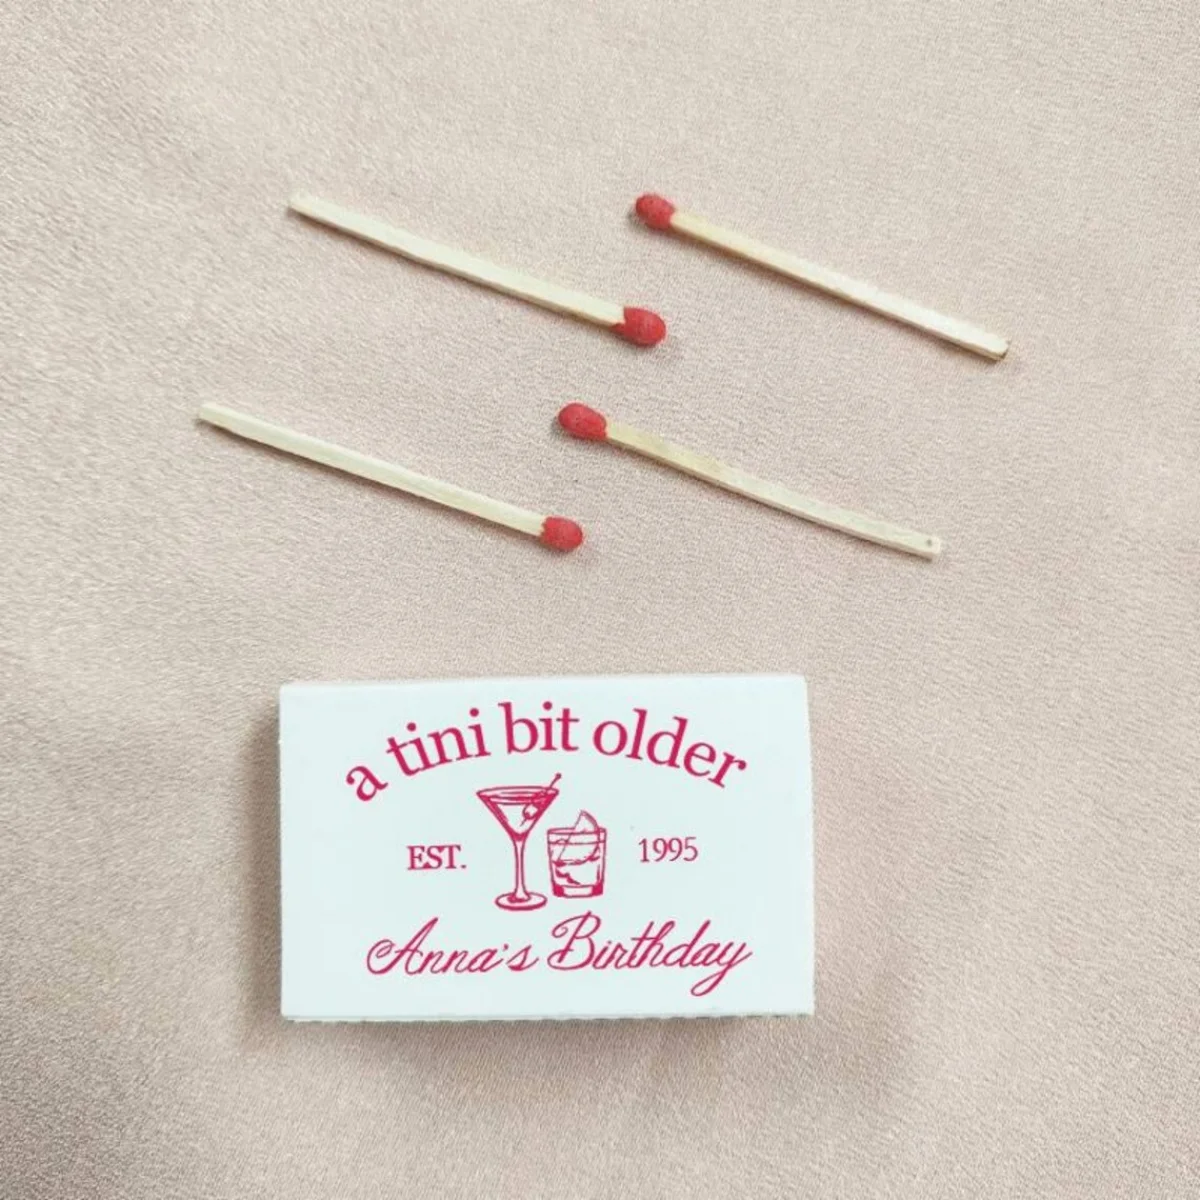 a tini bit older
EST. 1995
Anna's Birthday